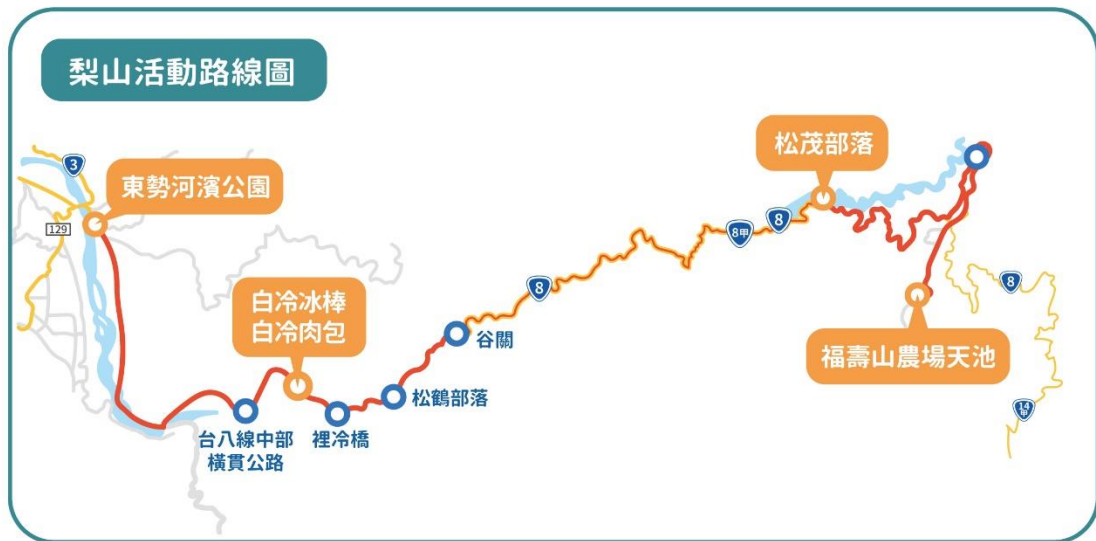 梨山活動路線圖
3
東勢河濱公園
129
白冷冰棒
白冷肉包
台八線中部
橫貫公路
裡冷橋
松鶴部落
谷關
8
8甲
8
松茂部落
福壽山農場天池
8
14甲